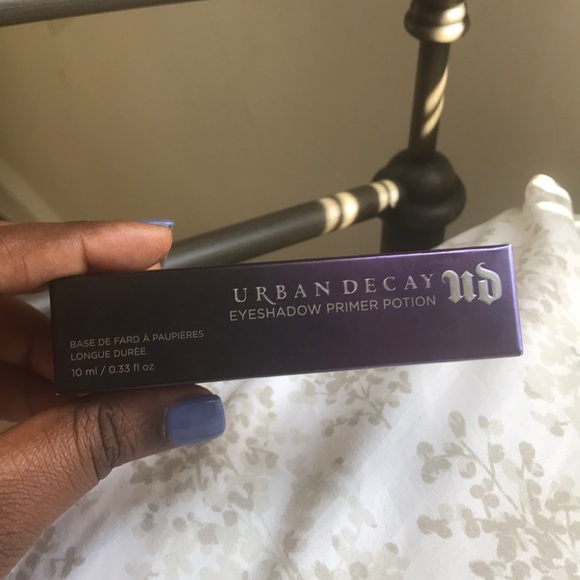 URBAN DECAY UD
EYESHADOW PRIMER POTION
BASE DE FARD À PAUPIÈRES
LONGUE DURÉE
10 ml / 0.33 fl oz